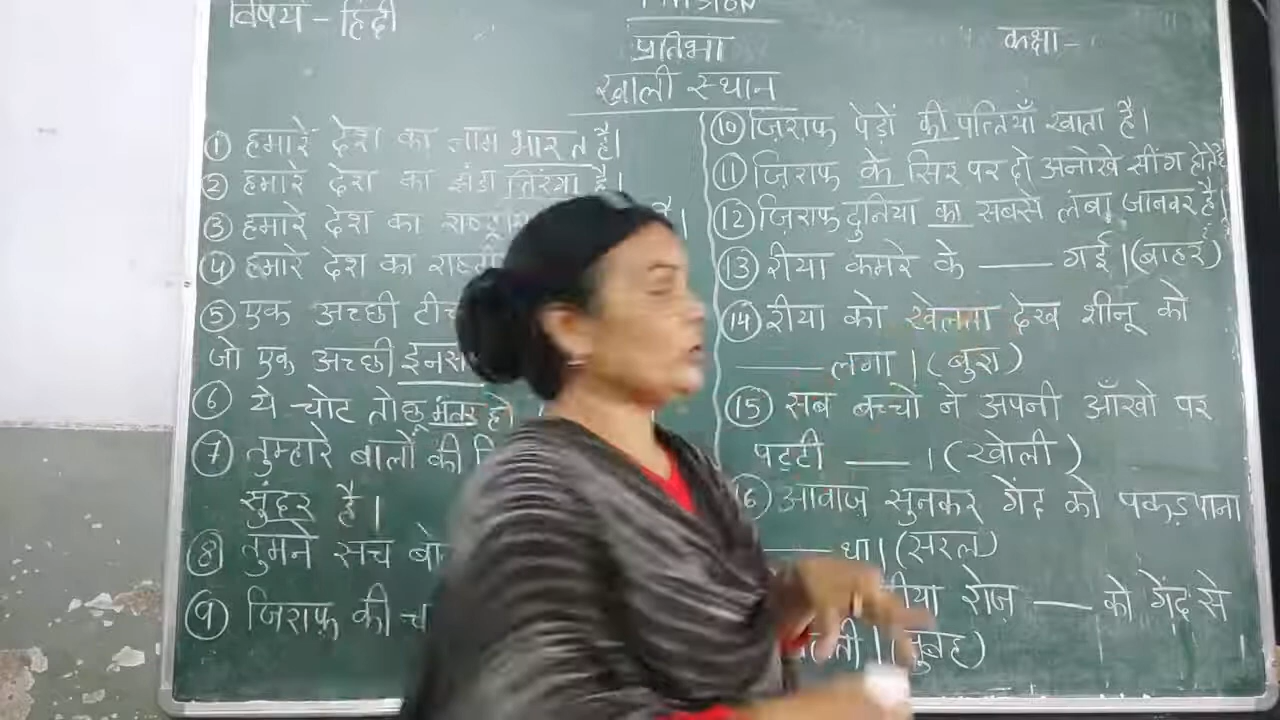 विषय - हिंदी
प्रतिभा
कक्षा -
खाली स्थान
① हमारे देश का नाम भारत है।
② हमारे देश का झंडा तिरंगा है।
③ हमारे देश का है।
④ हमारे देश का
⑤ एक अच्छी
जो एक अच्छी
⑥ ये चोट तो छू मंतर हो
⑦ तुम्हारे बालों की
सुंदर है।
⑧ तुमने सच
⑨ जिराफ़ की
⑩ ज़िराफ़ पेड़ों की पत्तियाँ खाता है।
⑪ ज़िराफ़ के सिर पर दो अनोखे सींग होते है
⑫ ज़िराफ़ दुनिया का सबसे लंबा जानवर है।
⑬ रीया कमरे के —— गई।(बाहर)
⑭ रीया को खेलता देख शीनू को
—— लगा।(बुरा)
⑮ सब बच्चो ने अपनी आँखो पर
पट्टी ——।(खोली)
⑯ आवाज़ सुनकर गेंद को पकड़ पाना
—— था।(सरल)
रोज़ —— को गेंद से
(सुबह)